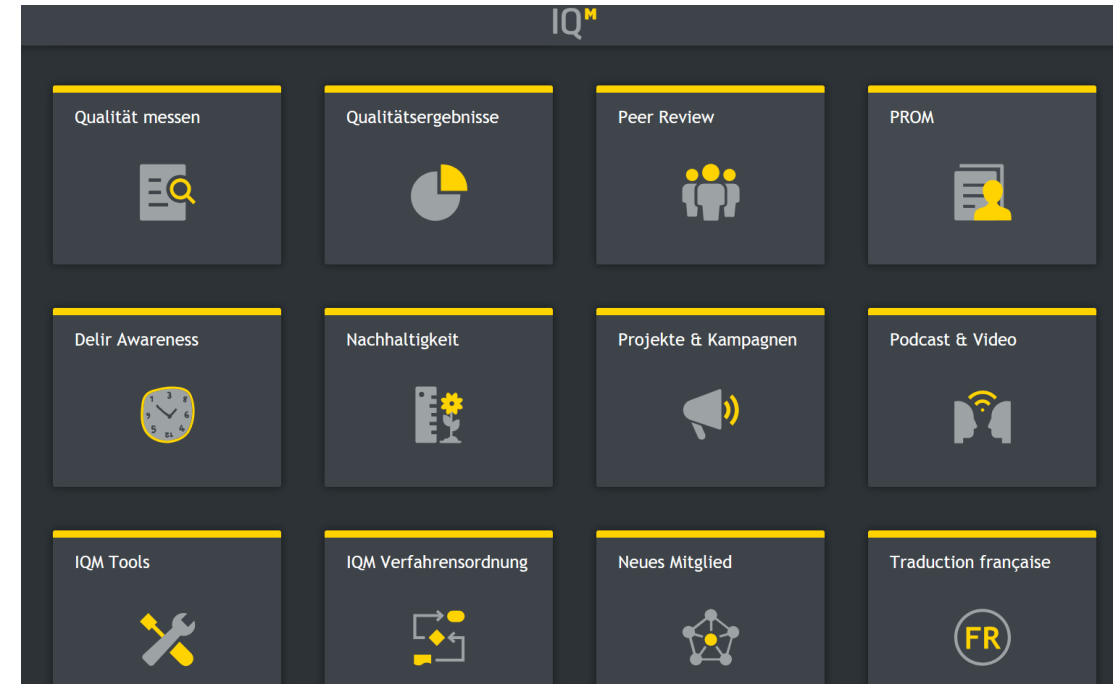 IQM
Qualität messen
Qualitätsergebnisse
Peer Review
PROM
Delir Awareness
Nachhaltigkeit
Projekte & Kampagnen
Podcast & Video
IQM Tools
IQM Verfahrensordnung
Neues Mitglied
Traduction française
FR